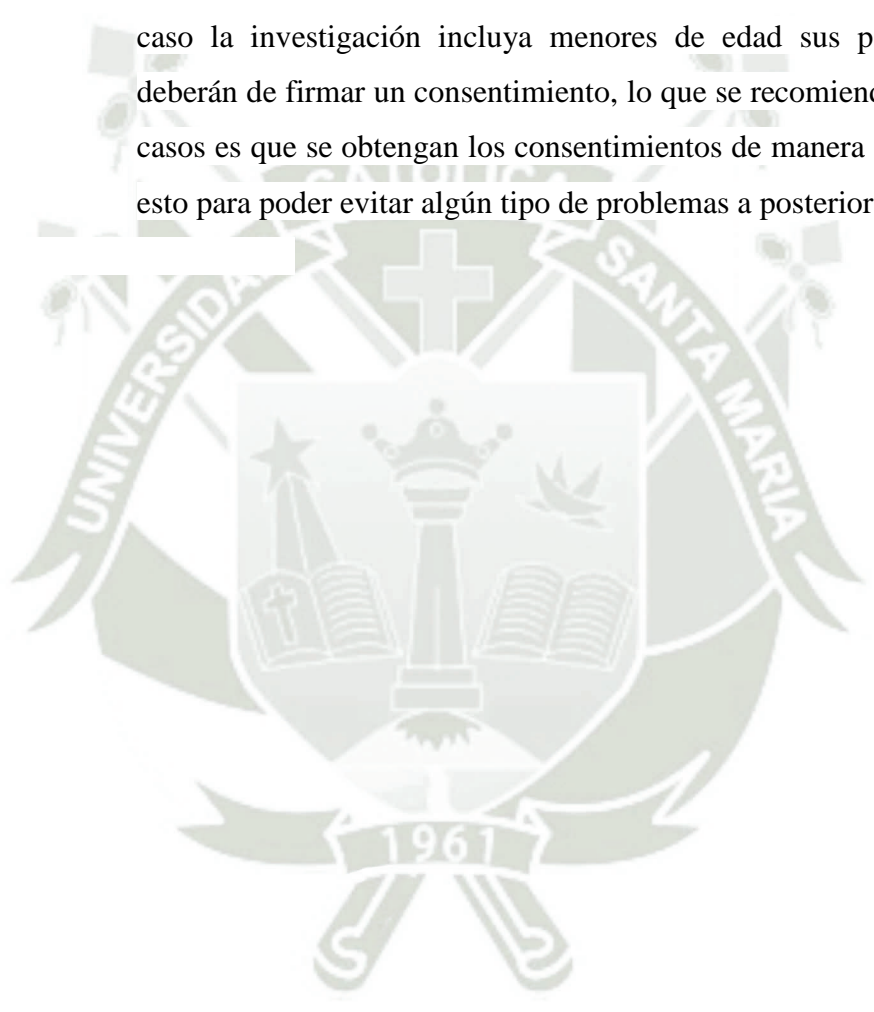 caso la investigación incluya menores de edad sus p
deberán de firmar un consentimiento, lo que se recomiend
casos es que se obtengan los consentimientos de manera
esto para poder evitar algún tipo de problemas a posterior
CATOLICA
UNIVERSIDAD
SANTA MARIA
1961